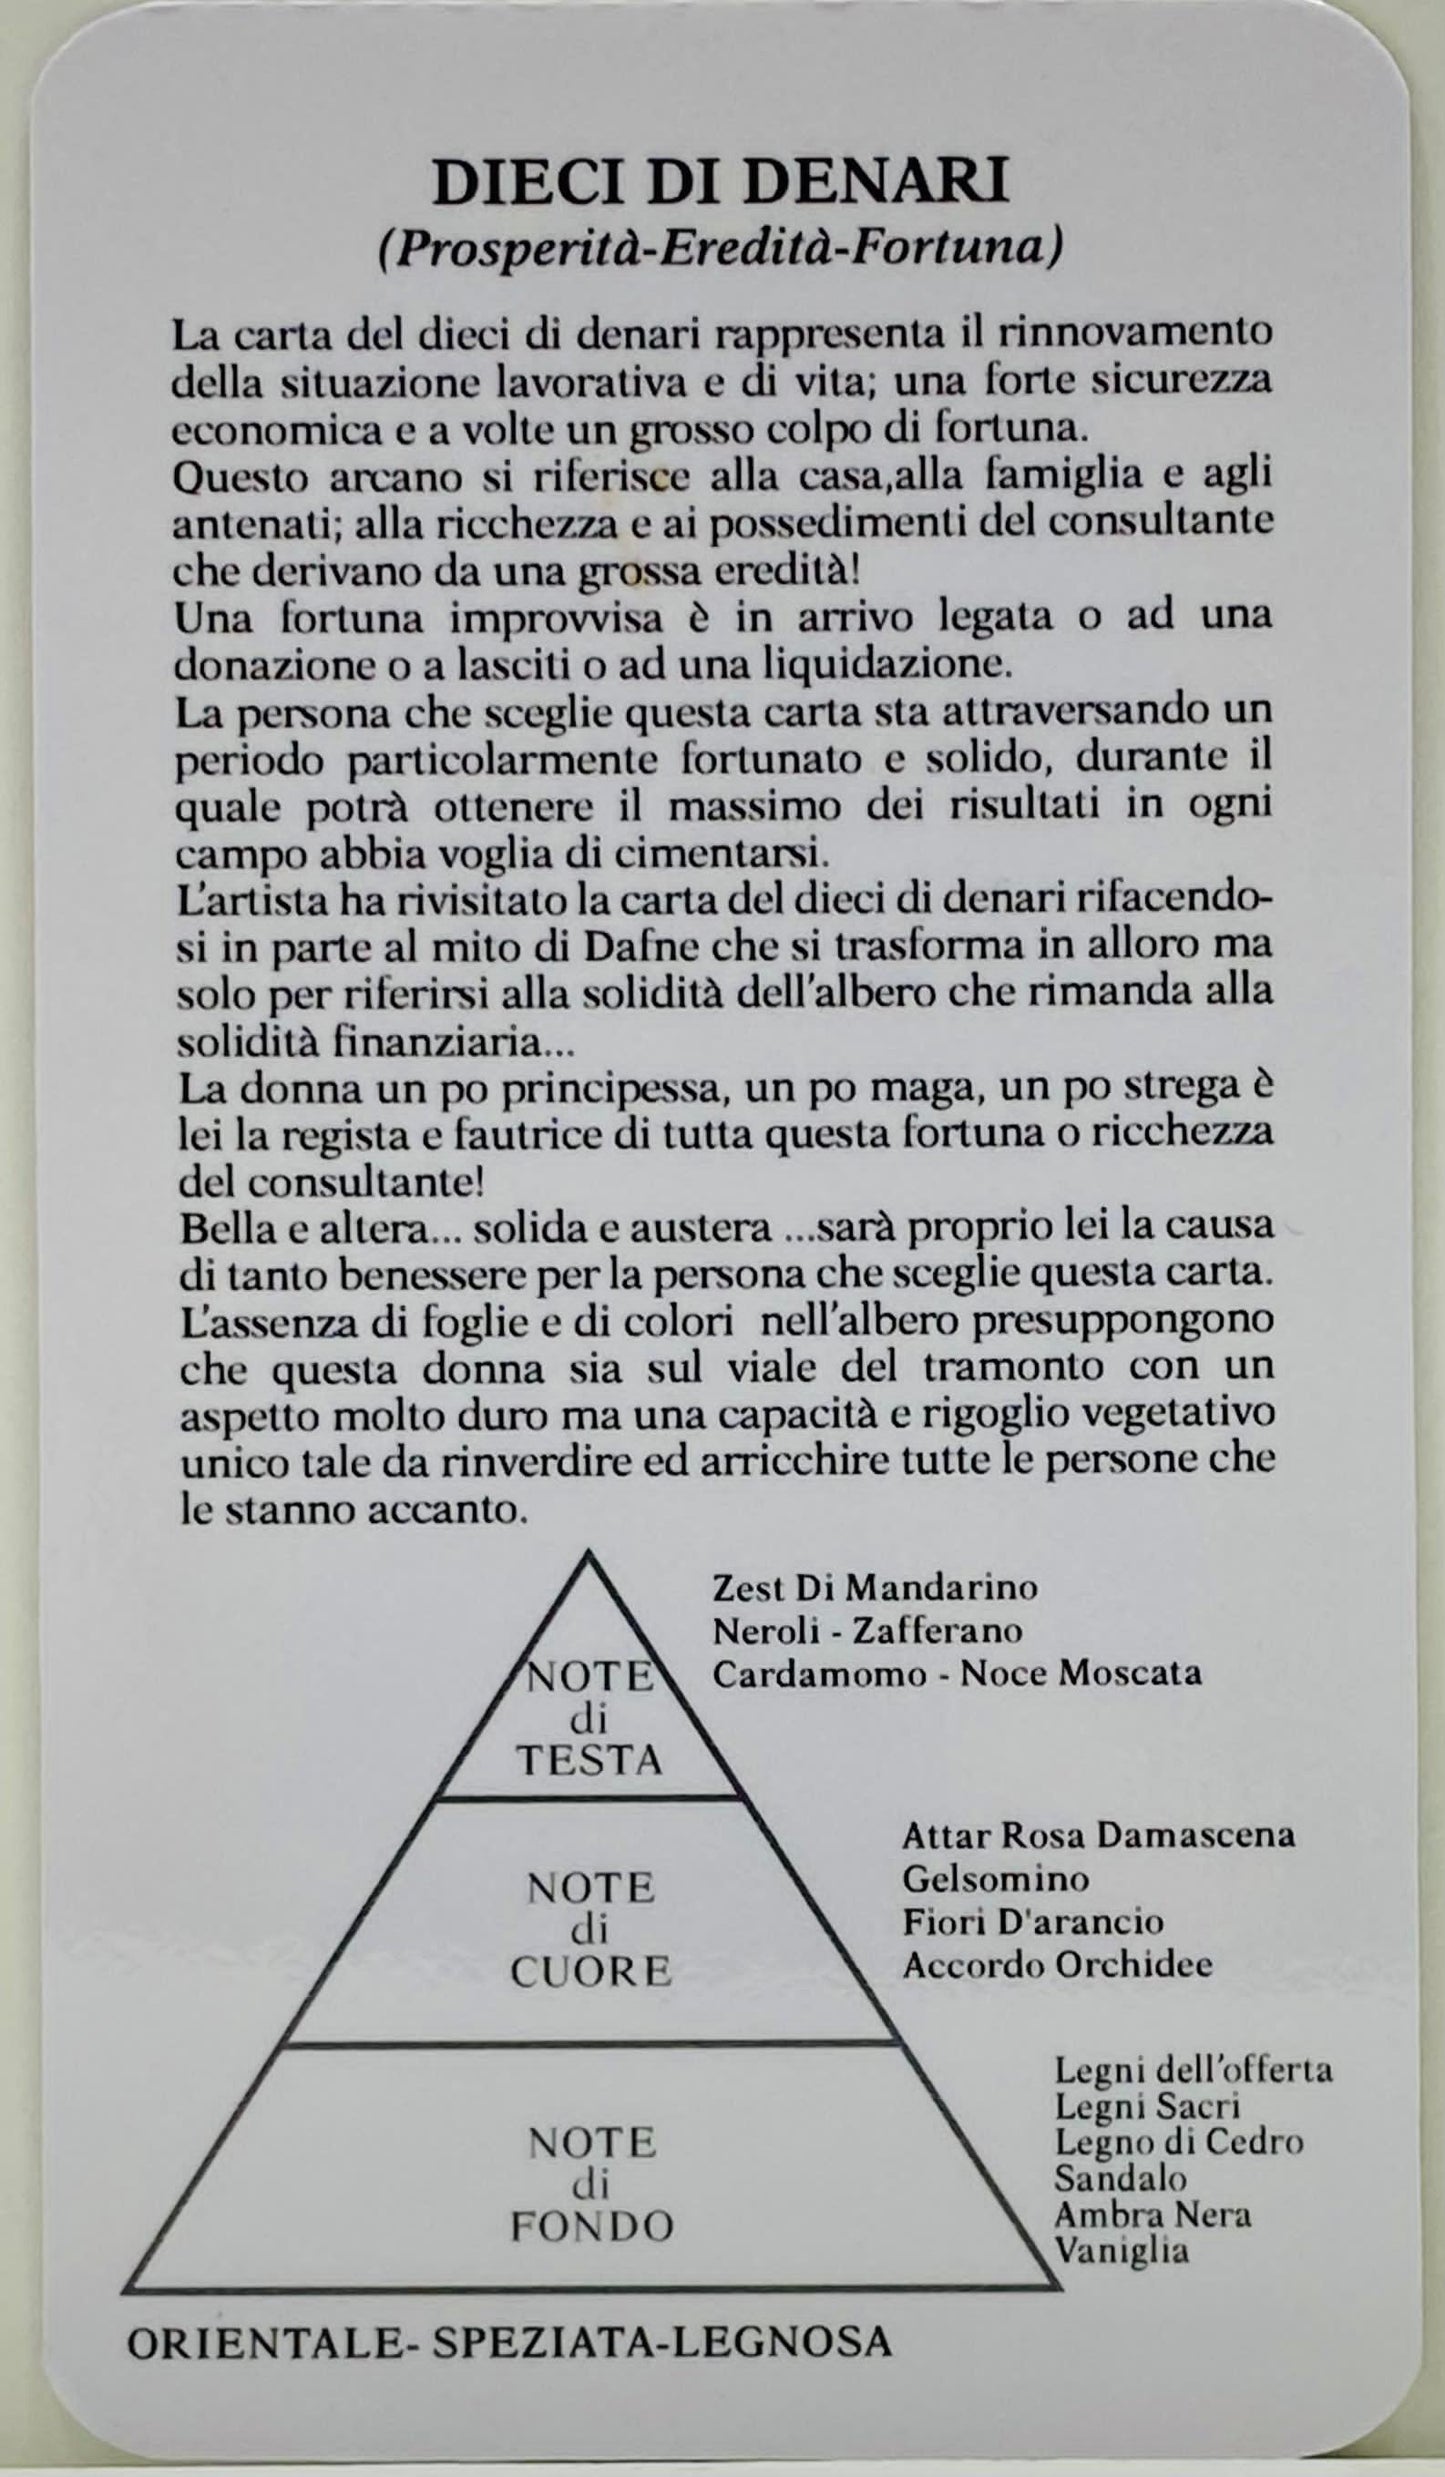 DIECI DI DENARI
(Prosperità-Eredità-Fortuna)
La carta del dieci di denari rappresenta il rinnovamento
della situazione lavorativa e di vita; una forte sicurezza
economica e a volte un grosso colpo di fortuna.
Questo arcano si riferisce alla casa,alla famiglia e agli
antenati; alla ricchezza e ai possedimenti del consultante
che derivano da una grossa eredità!
Una fortuna improvvisa è in arrivo legata o ad una
donazione o a lasciti o ad una liquidazione.
La persona che sceglie questa carta sta attraversando un
periodo particolarmente fortunato e solido, durante il
quale potrà ottenere il massimo dei risultati in ogni
campo abbia voglia di cimentarsi.
L'artista ha rivisitato la carta del dieci di denari rifacendo-
si in parte al mito di Dafne che si trasforma in alloro ma
solo per riferirsi alla solidità dell'albero che rimanda alla
solidità finanziaria...
La donna un po principessa, un po maga, un po strega è
lei la regista e fautrice di tutta questa fortuna o ricchezza
del consultante!
Bella e altera... solida e austera ...sarà proprio lei la causa
di tanto benessere per la persona che sceglie questa carta.
L'assenza di foglie e di colori  nell'albero presuppongono
che questa donna sia sul viale del tramonto con un
aspetto molto duro ma una capacità e rigoglio vegetativo
unico tale da rinverdire ed arricchire tutte le persone che
le stanno accanto.
Zest Di Mandarino
Neroli - Zafferano
Cardamomo - Noce Moscata
NOTE
di
TESTA
Attar Rosa Damascena
Gelsomino
Fiori D'arancio
Accordo Orchidee
NOTE
di
CUORE
Legni dell'offerta
Legni Sacri
Legno di Cedro
Sandalo
Ambra Nera
Vaniglia
NOTE
di
FONDO
ORIENTALE- SPEZIATA-LEGNOSA